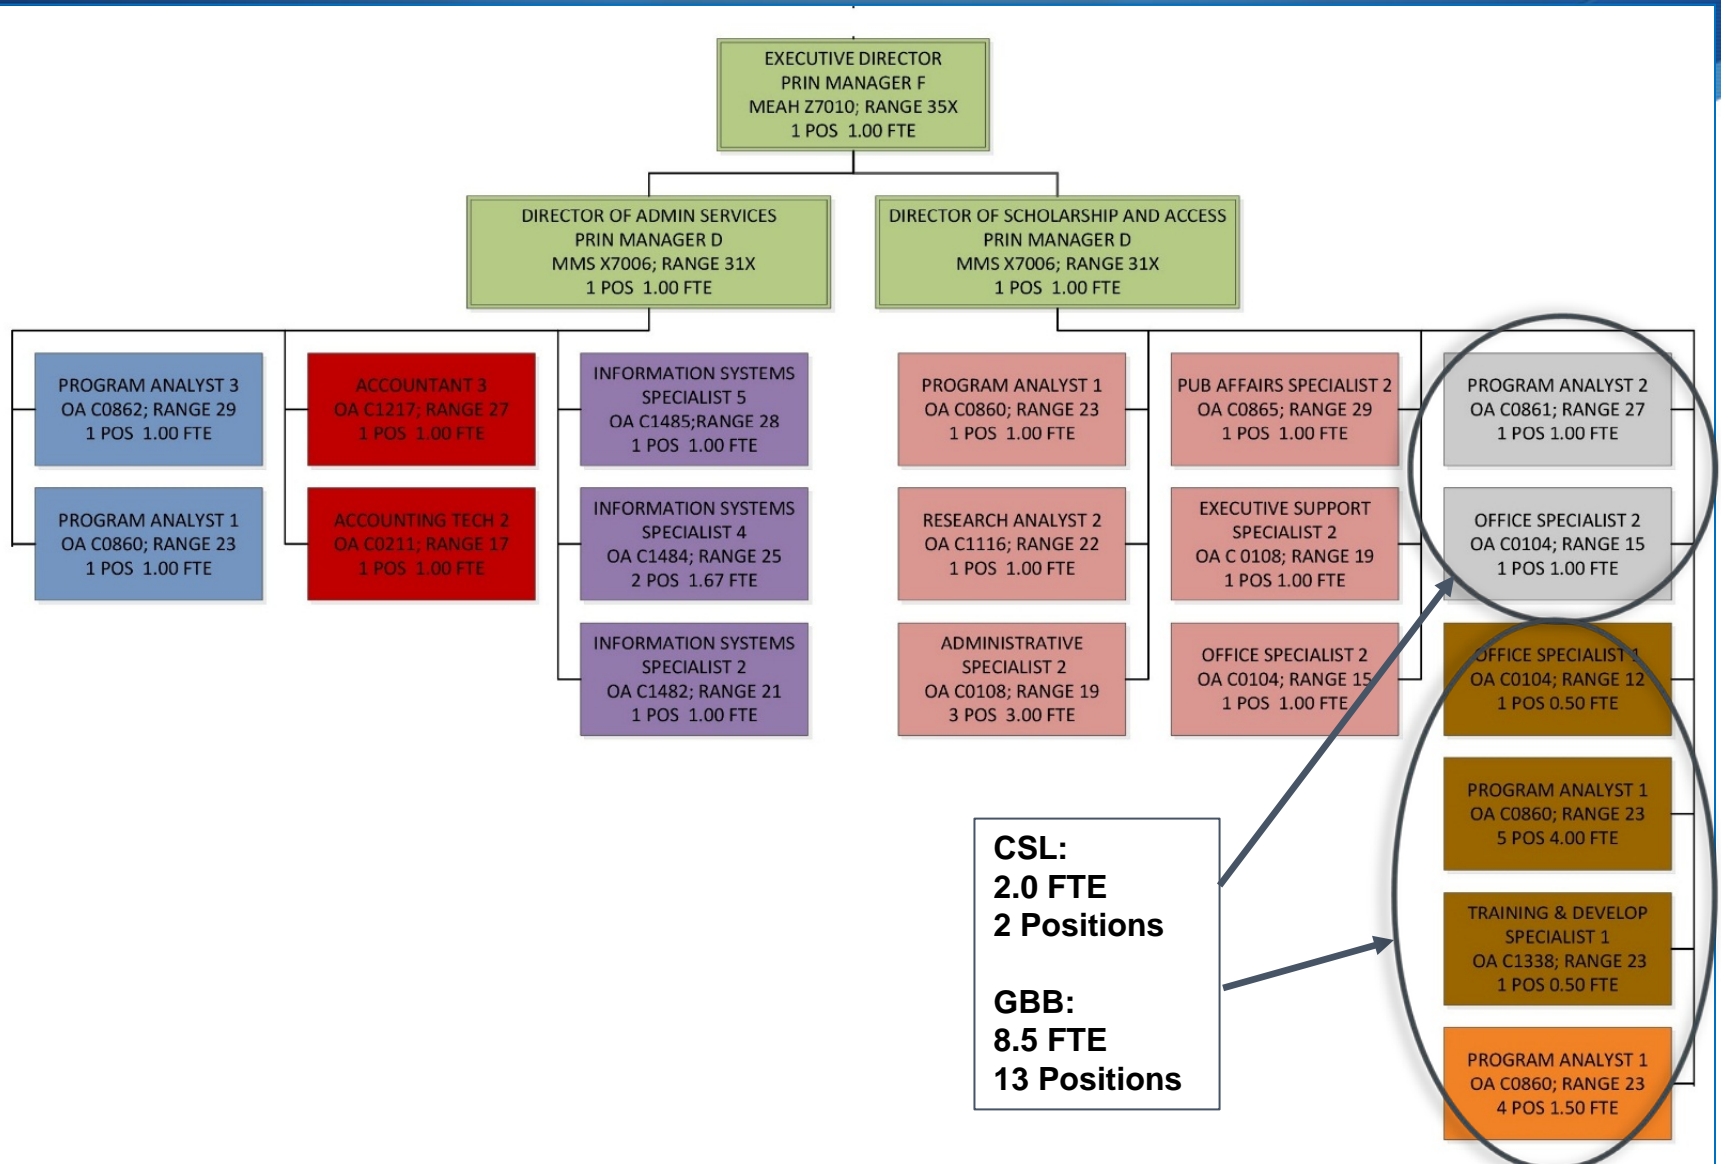 EXECUTIVE DIRECTOR
PRIN MANAGER F
MEAH Z7010; RANGE 35X
1 POS 1.00 FTE
DIRECTOR OF ADMIN SERVICES
PRIN MANAGER D
MMS X7006; RANGE 31X
1 POS 1.00 FTE
DIRECTOR OF SCHOLARSHIP AND ACCESS
PRIN MANAGER D
MMS X7006; RANGE 31X
1 POS 1.00 FTE
PROGRAM ANALYST 3
OA C0862; RANGE 29
1 POS 1.00 FTE
PROGRAM ANALYST 1
OA C0860; RANGE 23
1 POS 1.00 FTE
ACCOUNTANT 3
OA C1217; RANGE 27
1 POS 1.00 FTE
ACCOUNTING TECH 2
OA C0211; RANGE 17
1 POS 1.00 FTE
INFORMATION SYSTEMS
SPECIALIST 5
OA C1485;RANGE 28
1 POS 1.00 FTE
INFORMATION SYSTEMS
SPECIALIST 4
OA C1484; RANGE 25
2 POS 1.67 FTE
INFORMATION SYSTEMS
SPECIALIST 2
OA C1482; RANGE 21
1 POS 1.00 FTE
PROGRAM ANALYST 1
OA C0860; RANGE 23
1 POS 1.00 FTE
RESEARCH ANALYST 2
OA C1116; RANGE 22
1 POS 1.00 FTE
ADMINISTRATIVE
SPECIALIST 2
OA C0108; RANGE 19
3 POS 3.00 FTE
PUB AFFAIRS SPECIALIST 2
OA C0865; RANGE 29
1 POS 1.00 FTE
EXECUTIVE SUPPORT
SPECIALIST 2
OA C 0108; RANGE 19
1 POS 1.00 FTE
OFFICE SPECIALIST 2
OA C0104; RANGE 15
1 POS 1.00 FTE
PROGRAM ANALYST 2
OA C0861; RANGE 27
1 POS 1.00 FTE
OFFICE SPECIALIST 2
OA C0104; RANGE 15
1 POS 1.00 FTE
OFFICE SPECIALIST 1
OA C0104; RANGE 12
1 POS 0.50 FTE
PROGRAM ANALYST 1
OA C0860; RANGE 23
5 POS 4.00 FTE
TRAINING & DEVELOP
SPECIALIST 1
OA C1338; RANGE 23
1 POS 0.50 FTE
PROGRAM ANALYST 1
OA C0860; RANGE 23
4 POS 1.50 FTE
CSL:
2.0 FTE
2 Positions
GBB:
8.5 FTE
13 Positions